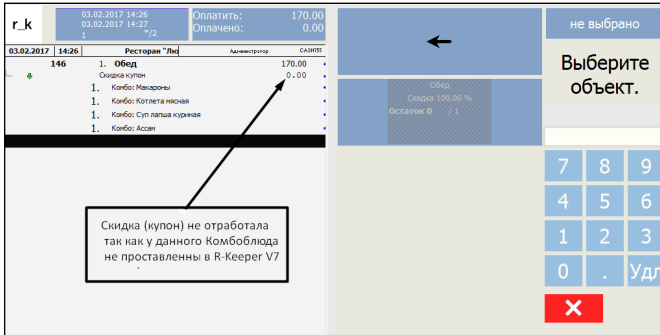 r_k
03.02.2017 14:26
03.02.2017 14:27
1 */2
Оплатить: 170.00
Оплачено: 0.00
03.02.2017 14:26 Ресторан "Лю Администратор CASH155
146 1. Обед 170.00
Скидка купон 0.00
1. Комбо: Макароны
1. Комбо: Котлета мясная
1. Комбо: Суп лапша куриная
1. Комбо: Ассан
Скидка (купон) не отработала
так как у данного Комбоблюда
не проставленны в R-Keeper V7
Обед
Скидка 100.00 %
Остаток 0 / 1
не выбрано
Выберите
объект.
7 8 9
4 5 6
1 2 3
0 . Удл